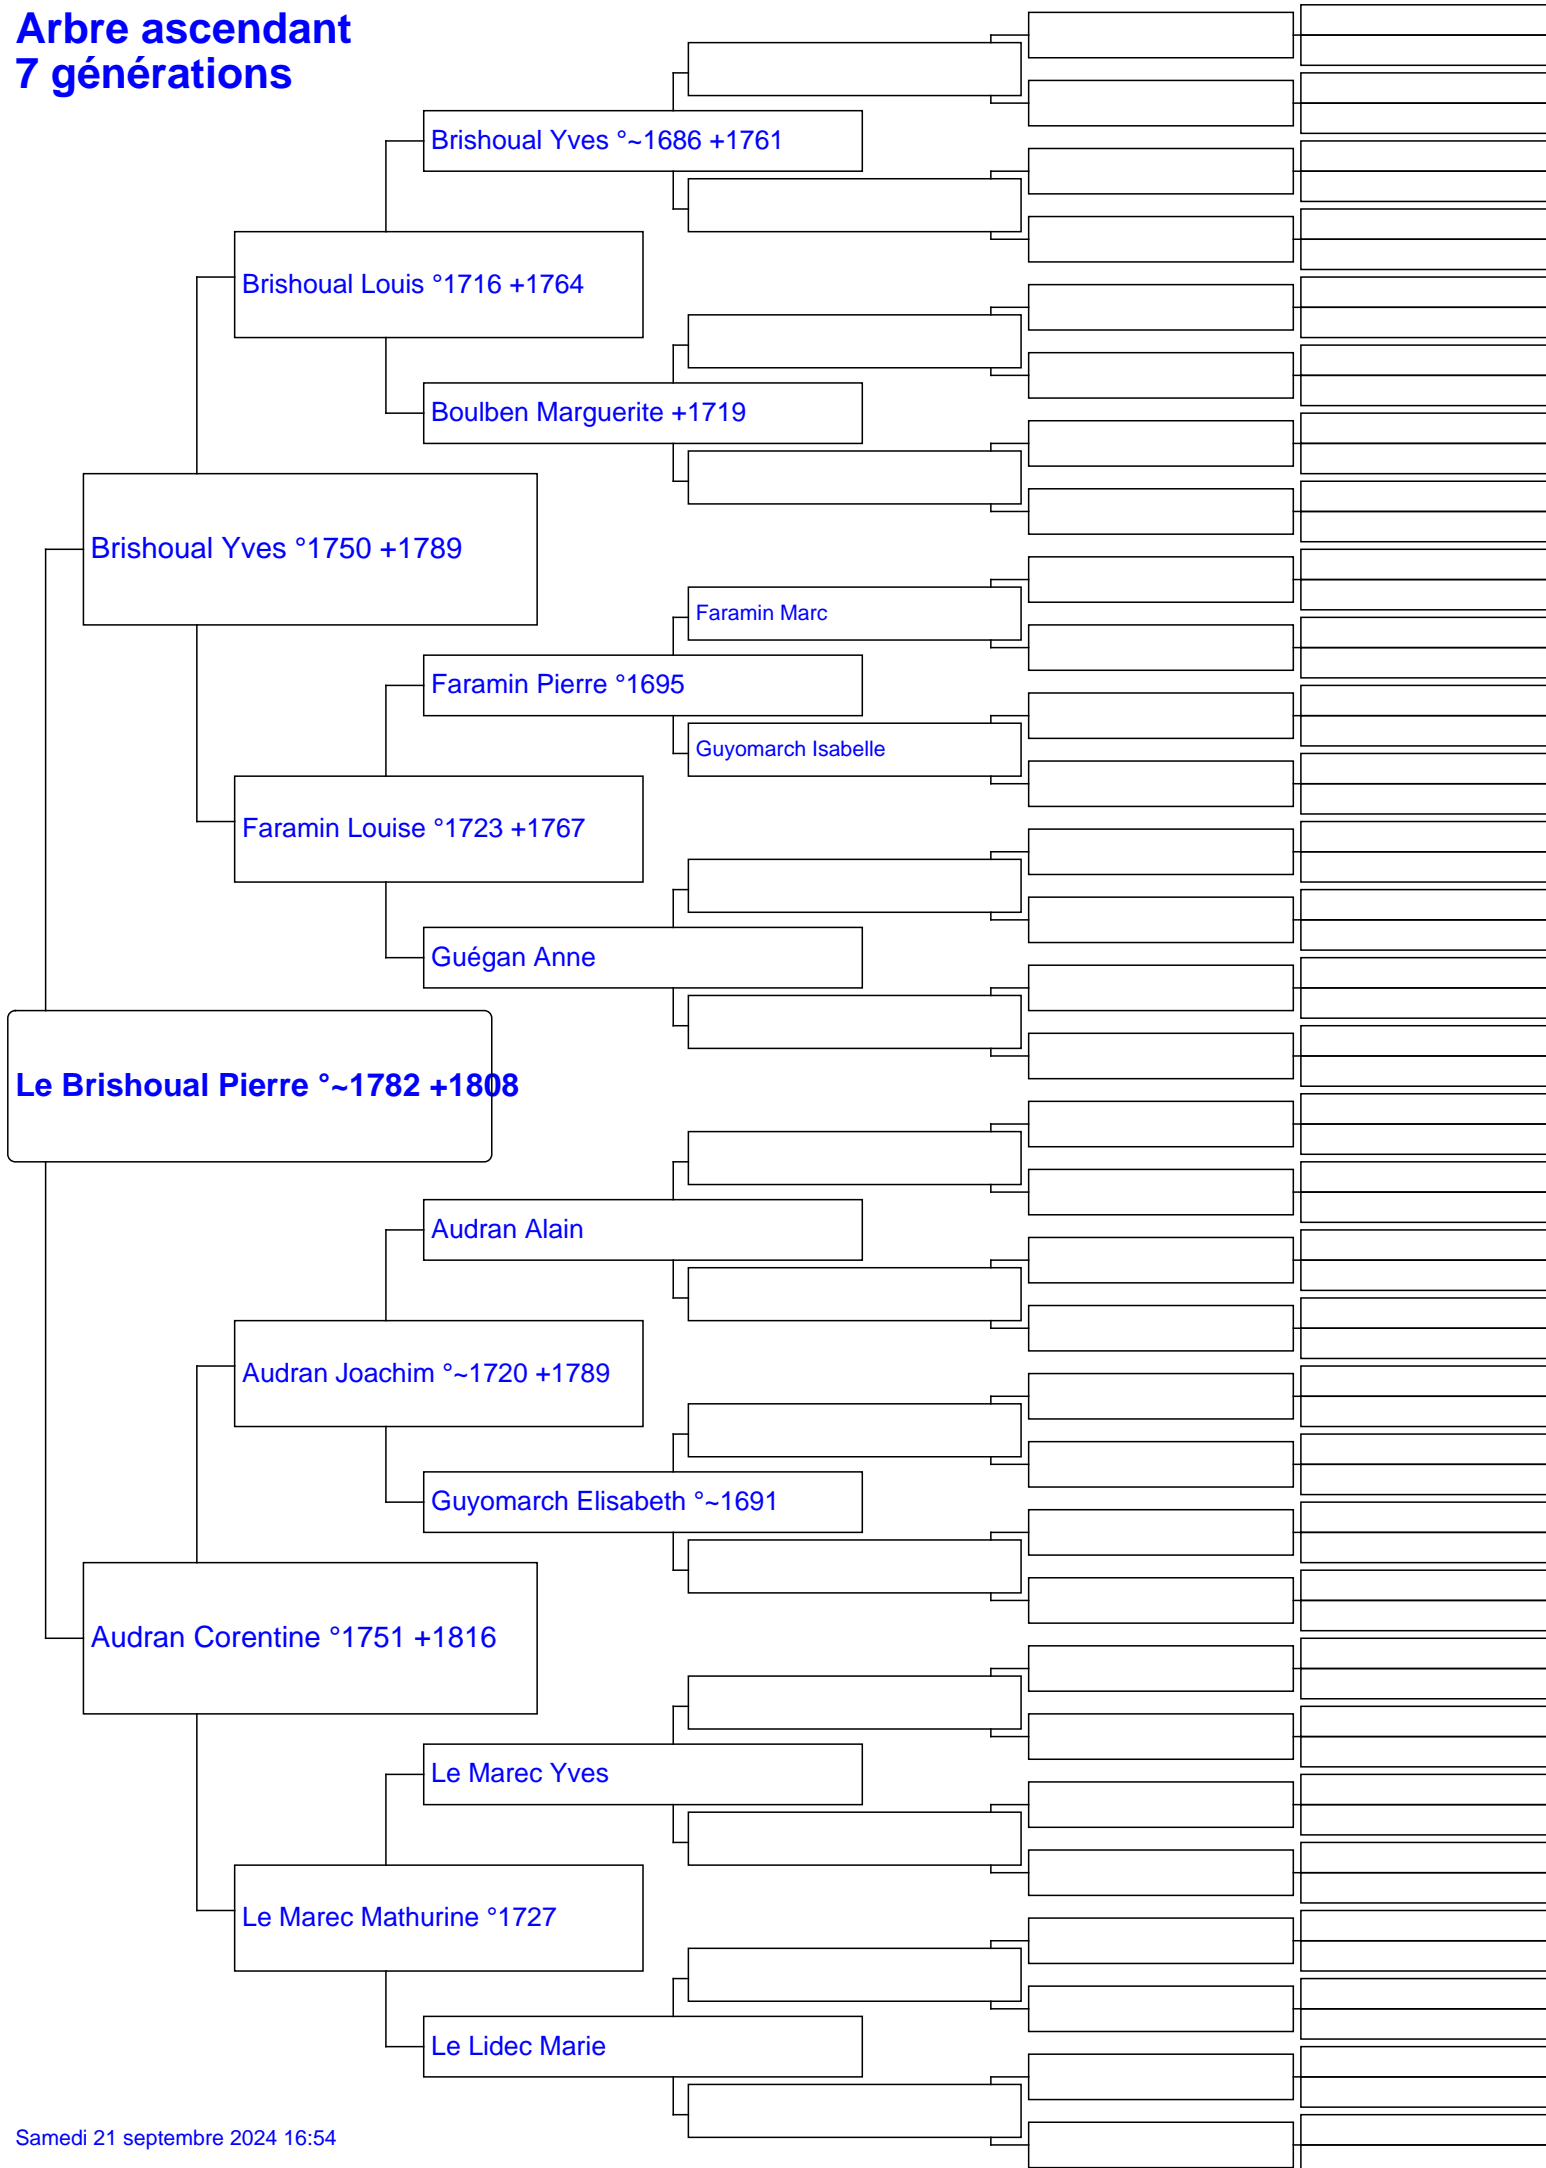 Arbre ascendant
7 générations
Brishoual Yves °~1686 +1761
Brishoual Louis °1716 +1764
Boulben Marguerite +1719
Brishoual Yves °1750 +1789
Faramin Marc
Faramin Pierre °1695
Guyomarch Isabelle
Faramin Louise °1723 +1767
Guégan Anne
Le Brishoual Pierre °~1782 +1808
Audran Alain
Audran Joachim °~1720 +1789
Guyomarch Elisabeth °~1691
Audran Corentine °1751 +1816
Le Marec Yves
Le Marec Mathurine °1727
Le Lidec Marie
Samedi 21 septembre 2024 16:54